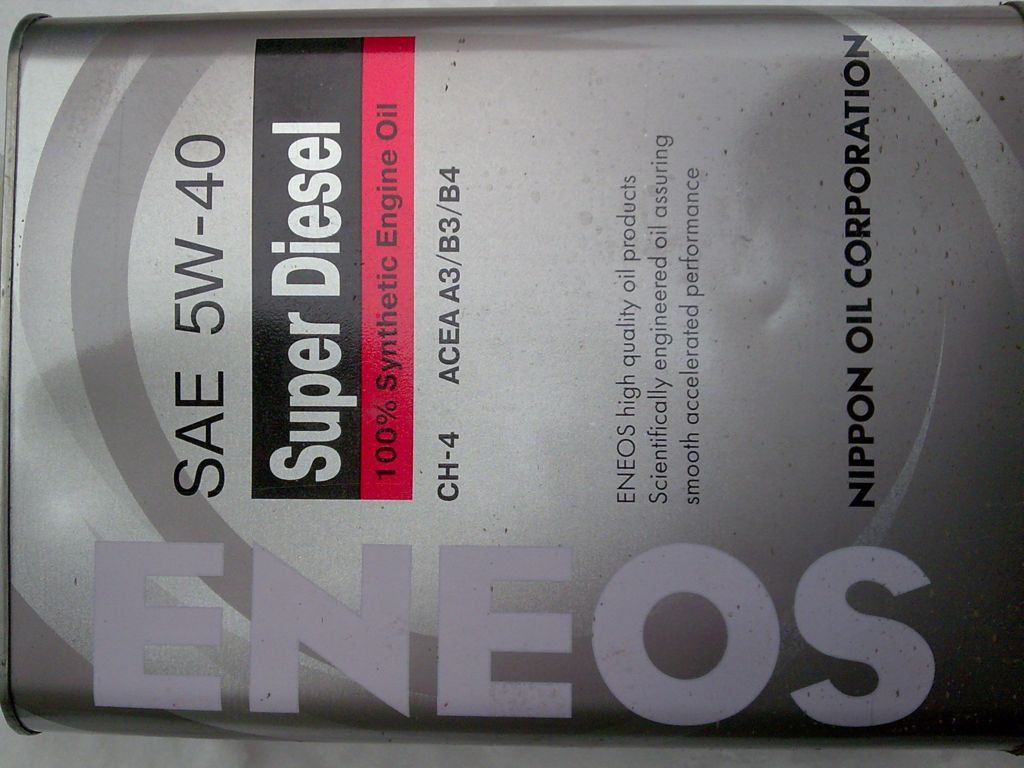 SAE 5W-40
Super Diesel
100% Synthetic Engine Oil
CH-4 ACEA A3/B3/B4
ENEOS high quality oil products
Scientifically engineered oil assuring
smooth accelerated performance
NIPPON OIL CORPORATION
ENEOS